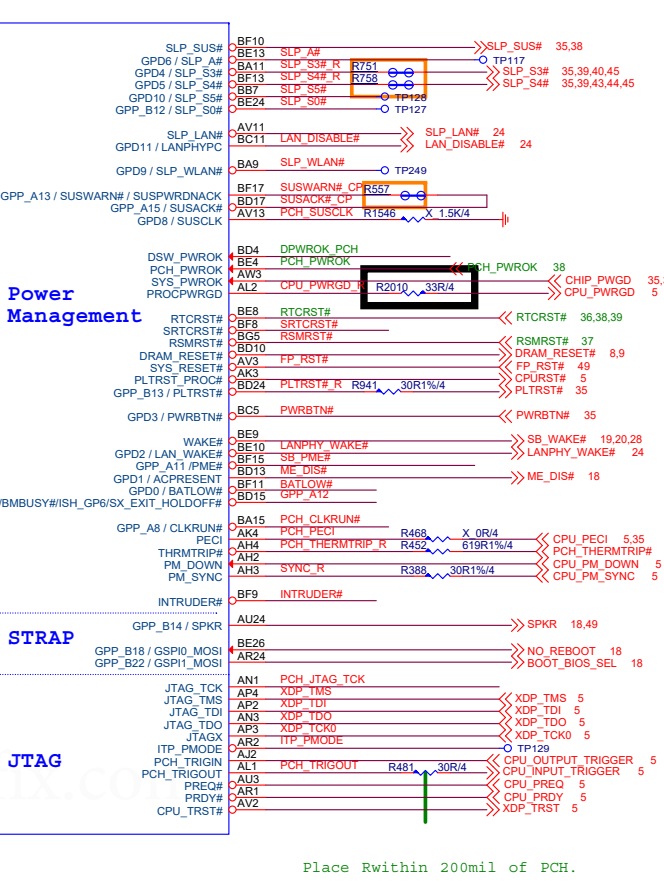 SLP_SUS# BF10 SLP_SUS# 35,38
GPD6 / SLP_A# BE13 SLP_A# TP117
GPD4 / SLP_S3# BA11 SLP_S3#_R R751 SLP_S3# 35,39,40,45
GPD5 / SLP_S4# BF13 SLP_S4#_R R758 SLP_S4# 35,39,43,44,45
GPD10 / SLP_S5# BB7 SLP_S5# TP128
GPP_B12 / SLP_S0# BE24 SLP_S0# TP127
SLP_LAN# AV11 SLP_LAN# 24
GPD11 / LANPHYPC BC11 LAN_DISABLE# LAN_DISABLE# 24
GPD9 / SLP_WLAN# BA9 SLP_WLAN# TP249
GPP_A13 / SUSWARN# / SUSPWRDNACK BF17 SUSWARN#_CP R557
GPP_A15 / SUSACK# BD17 SUSACK#_CP
GPD8 / SUSCLK AV13 PCH_SUSCLK R1546 X_1.5K/4
DSW_PWROK BD4 DPWROK_PCH
PCH_PWROK BE4 PCH_PWROK PCH_PWROK 38
SYS_PWROK AW3 CHIP_PWGD 35,
Power Management
PROCPWRGD AL2 CPU_PWRGD_R R2010 33R/4 CPU_PWRGD 5
RTCRST# BE8 RTCRST# RTCRST# 36,38,39
SRTCRST# BF8 SRTCRST#
RSMRST# BG5 RSMRST# RSMRST# 37
DRAM_RESET# BD10 DRAM_RESET# 8,9
SYS_RESET# AV3 FP_RST# FP_RST# 49
PLTRST_PROC# AK3 CPURST# 5
GPP_B13 / PLTRST# BD24 PLTRST#_R R941 30R1%/4 PLTRST# 35
GPD3 / PWRBTN# BC5 PWRBTN# PWRBTN# 35
WAKE# BE9 SB_WAKE# 19,20,28
GPD2 / LAN_WAKE# BE10 LANPHY_WAKE# LANPHY_WAKE# 24
GPP_A11 /PME# BF15 SB_PME#
GPD1 / ACPRESENT BD13 ME_DIS# ME_DIS# 18
GPD0 / BATLOW# BF11 BATLOW#
/BMBUSY#/ISH_GP6/SX_EXIT_HOLDOFF# BD15 GPP_A12
GPP_A8 / CLKRUN# BA15 PCH_CLKRUN#
PECI AK4 PCH_PECI R468 X_0R/4 CPU_PECI 5,35
THRMTRIP# AH4 PCH_THERMTRIP_R R452 619R1%/4 PCH_THERMTRIP#
PM_DOWN AH2 CPU_PM_DOWN 5
PM_SYNC AH3 SYNC_R R388 30R1%/4 CPU_PM_SYNC 5
INTRUDER# BF9 INTRUDER#
STRAP
GPP_B14 / SPKR AU24 SPKR 18,49
GPP_B18 / GSPI0_MOSI BE26 NO_REBOOT 18
GPP_B22 / GSPI1_MOSI AR24 BOOT_BIOS_SEL 18
JTAG
JTAG_TCK AN1 PCH_JTAG_TCK
JTAG_TMS AP4 XDP_TMS XDP_TMS 5
JTAG_TDI AP2 XDP_TDI XDP_TDI 5
JTAG_TDO AN3 XDP_TDO XDP_TDO 5
JTAGX AP3 XDP_TCK0 XDP_TCK0 5
ITP_PMODE AR2 ITP_PMODE TP129
PCH_TRIGIN AJ2 CPU_OUTPUT_TRIGGER 5
PCH_TRIGOUT AL1 PCH_TRIGOUT R481 30R/4 CPU_INPUT_TRIGGER 5
PREQ# AU3 CPU_PREQ 5
PRDY# AR1 CPU_PRDY 5
CPU_TRST# AV2 XDP_TRST 5
Place Rwithin 200mil of PCH.